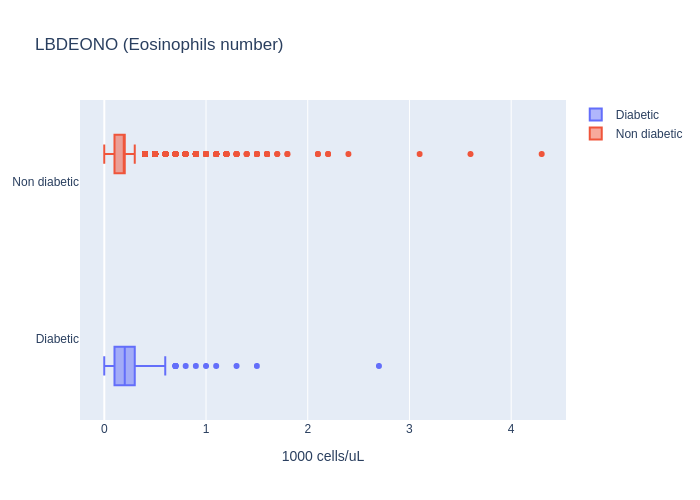 LBDEONO (Eosinophils number)
Diabetic
Non diabetic
Non diabetic
Diabetic
0 1 2 3 4
1000 cells/uL